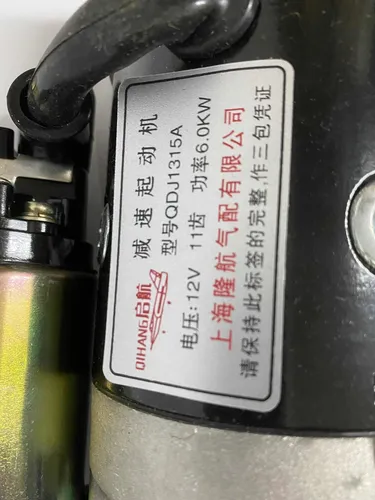 QIHANG启航
减速起动机
型号QDJ1315A
电压:12V 11齿 功率6.0KW
上海隆航气配有限公司
请保持此标签的完整,作三包凭证